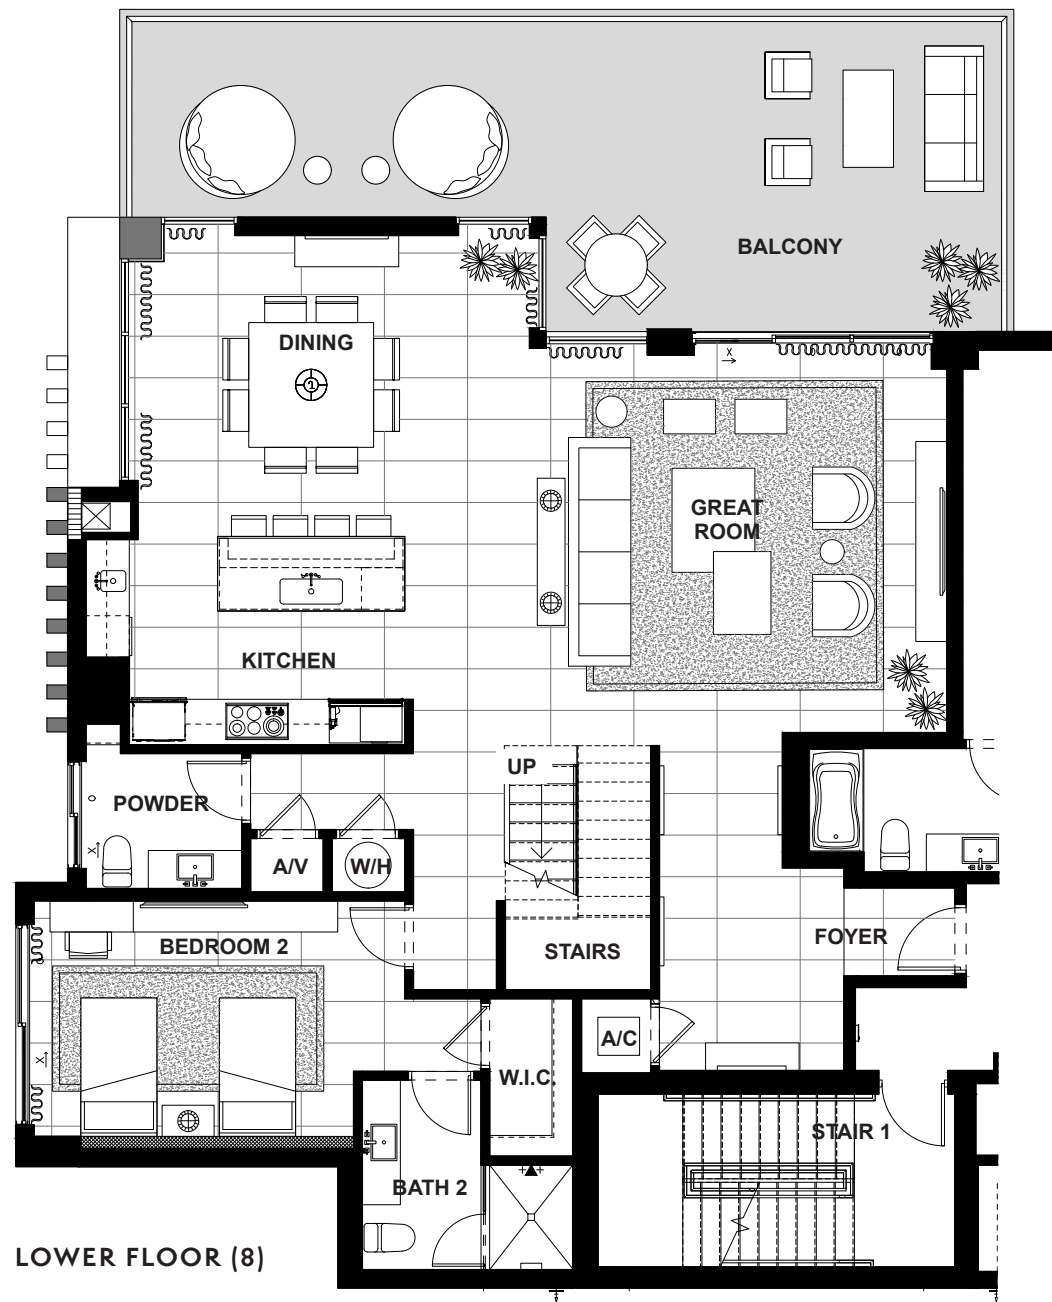 BALCONY
DINING
GREAT
ROOM
KITCHEN
UP
POWDER
A/V
W/H
FOYER
BEDROOM 2
STAIRS
A/C
W.I.C.
STAIR 1
BATH 2
LOWER FLOOR (8)
X
X
X